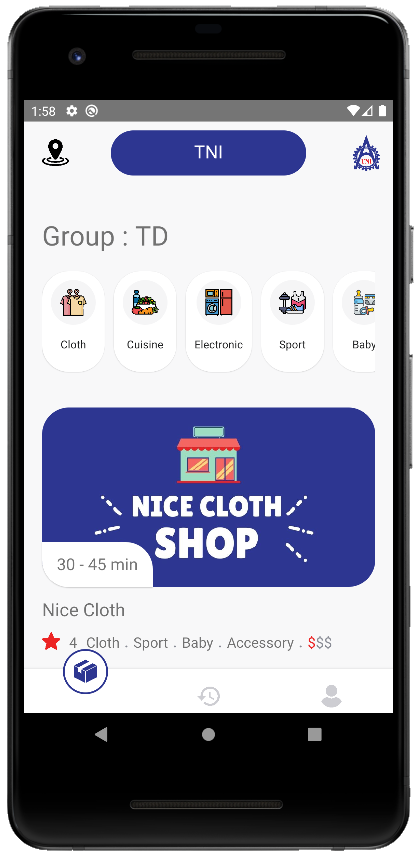 1:58
TNI
TNI
Group : TD
Cloth
Cuisine
Electronic
Sport
Baby
NICE CLOTH
SHOP
30 - 45 min
Nice Cloth
4 Cloth . Sport . Baby . Accessory . $$$